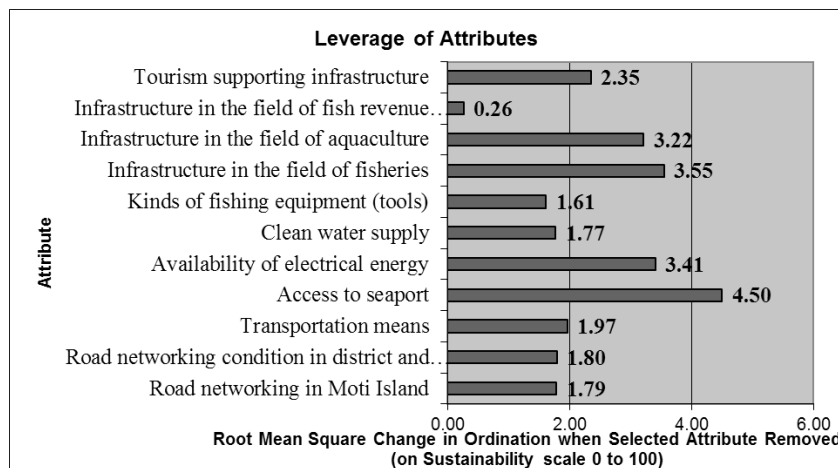 Leverage of Attributes
Attribute
Tourism supporting infrastructure 2.35
Infrastructure in the field of fish revenue... 0.26
Infrastructure in the field of aquaculture 3.22
Infrastructure in the field of fisheries 3.55
Kinds of fishing equipment (tools) 1.61
Clean water supply 1.77
Availability of electrical energy 3.41
Access to seaport 4.50
Transportation means 1.97
Road networking condition in district and... 1.80
Road networking in Moti Island 1.79
0.00 2.00 4.00 6.00
Root Mean Square Change in Ordination when Selected Attribute Removed
(on Sustainability scale 0 to 100)